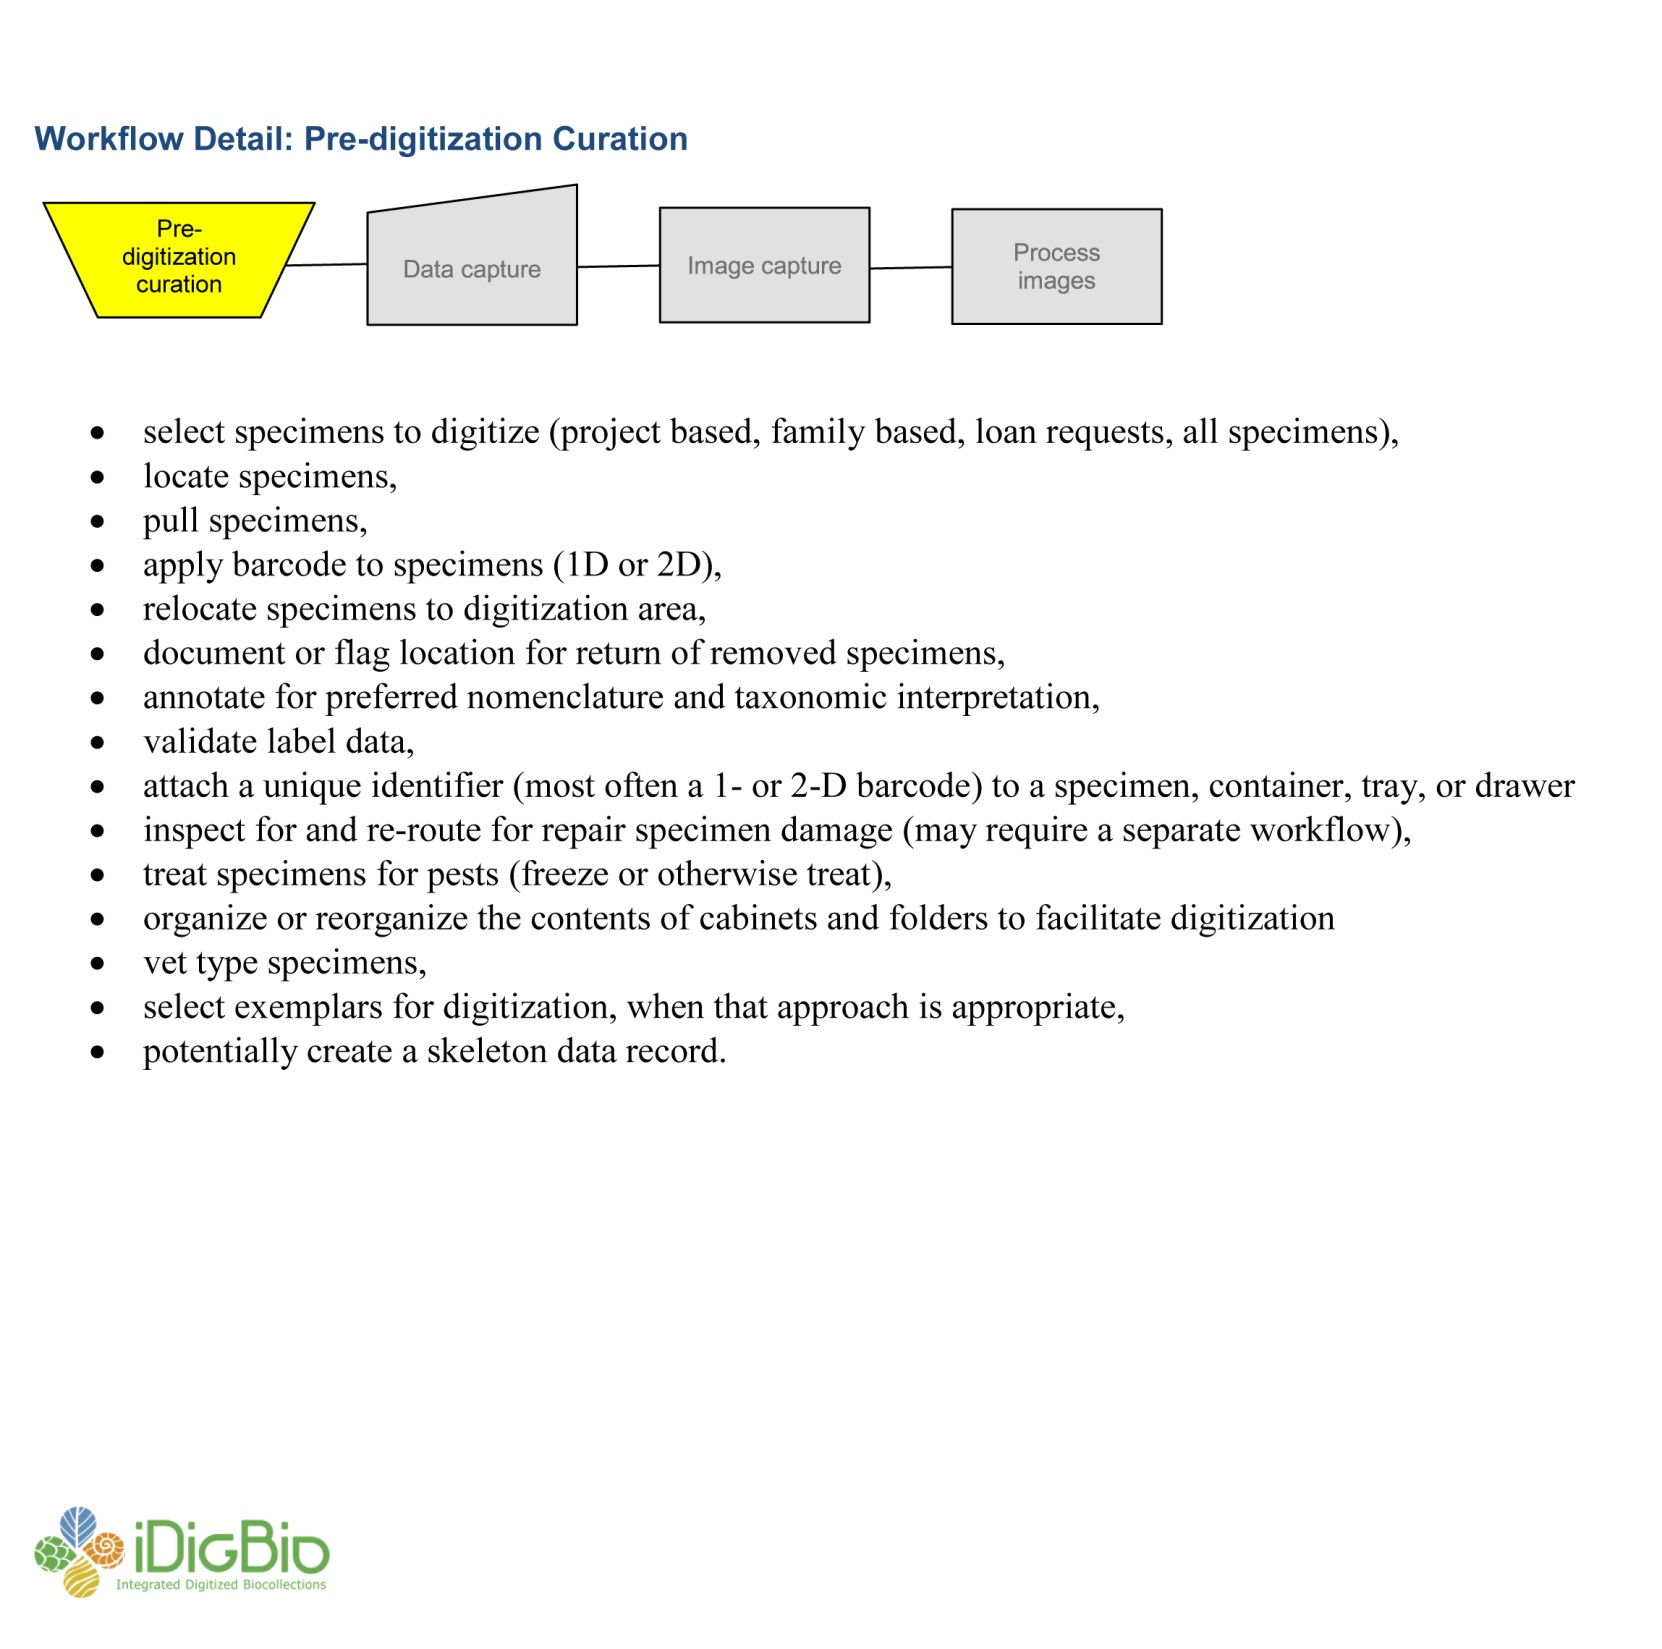 Workflow Detail: Pre-digitization Curation
Pre-
digitization
curation
Data capture
Image capture
Process
images
• select specimens to digitize (project based, family based, loan requests, all specimens),
• locate specimens,
• pull specimens,
• apply barcode to specimens (1D or 2D),
• relocate specimens to digitization area,
• document or flag location for return of removed specimens,
• annotate for preferred nomenclature and taxonomic interpretation,
• validate label data,
• attach a unique identifier (most often a 1- or 2-D barcode) to a specimen, container, tray, or drawer
• inspect for and re-route for repair specimen damage (may require a separate workflow),
• treat specimens for pests (freeze or otherwise treat),
• organize or reorganize the contents of cabinets and folders to facilitate digitization
• vet type specimens,
• select exemplars for digitization, when that approach is appropriate,
• potentially create a skeleton data record.
iDigBio
Integrated Digitized Biocollections